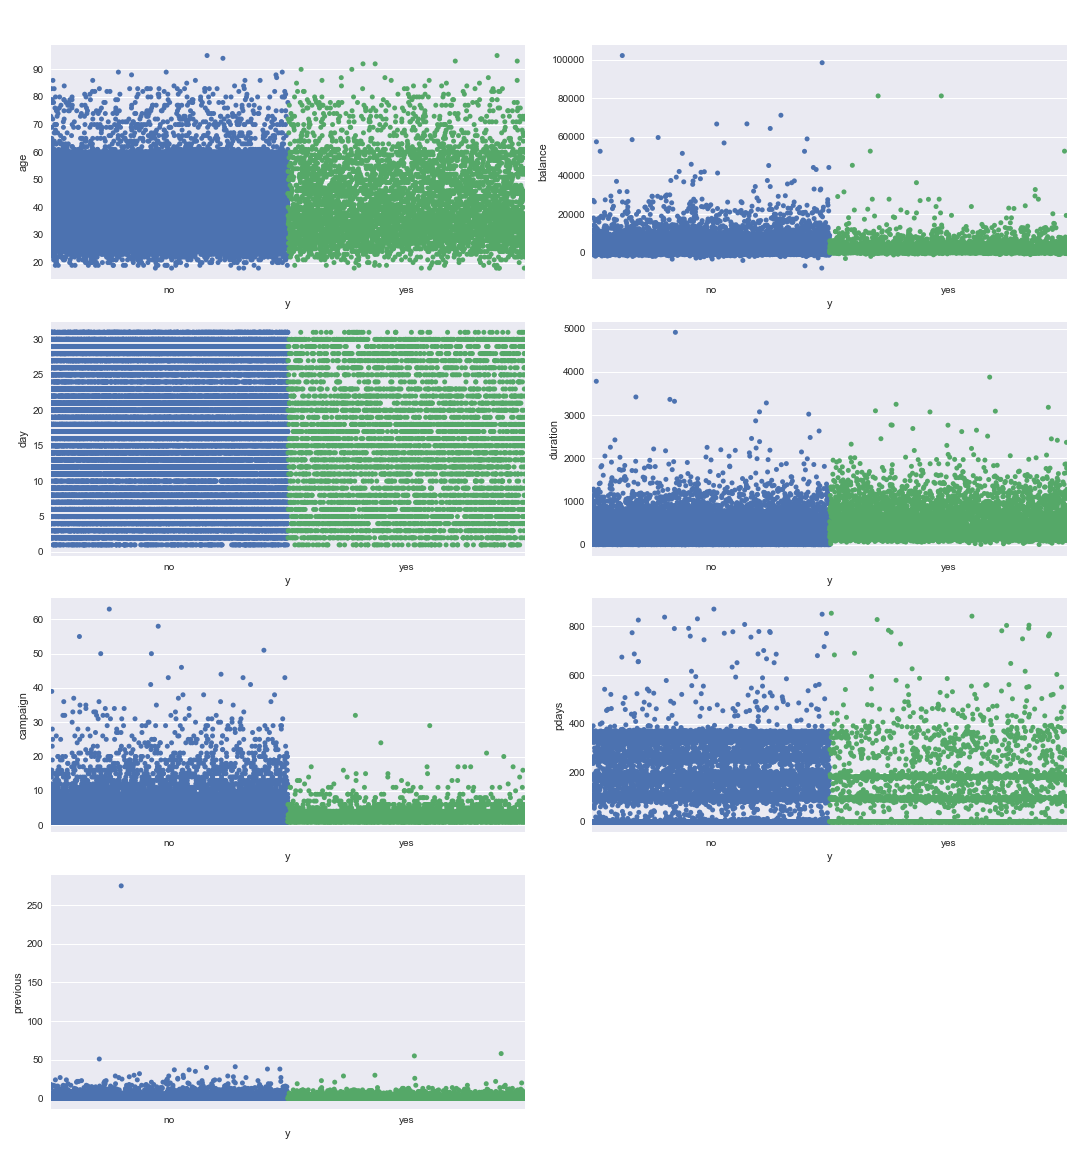 90
80
70
60
50
40
30
20
age
no
yes
y
100000
80000
60000
40000
20000
0
balance
no
yes
y
30
25
20
15
10
5
0
day
no
yes
y
5000
4000
3000
2000
1000
0
duration
no
yes
y
60
50
40
30
20
10
0
campaign
no
yes
y
800
600
400
200
0
pdays
no
yes
y
250
200
150
100
50
0
previous
no
yes
y